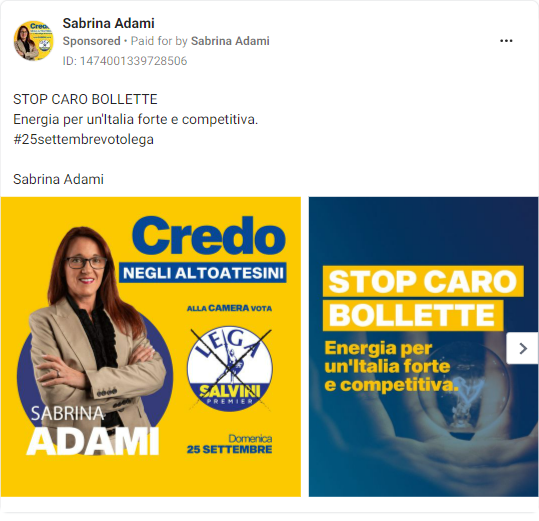 Sabrina Adami
Sponsored • Paid for by Sabrina Adami
ID: 1474001339728506
STOP CARO BOLLETTE
Energia per un'Italia forte e competitiva.
#25settembrevotolega
Sabrina Adami
Credo
NEGLI ALTOATESINI
ALLA CAMERA VOTA
LEGA
SALVINI
PREMIER
SABRINA
ADAMI
Domenica
25 SETTEMBRE
STOP CARO
BOLLETTE
Energia per
un'Italia forte
e competitiva.